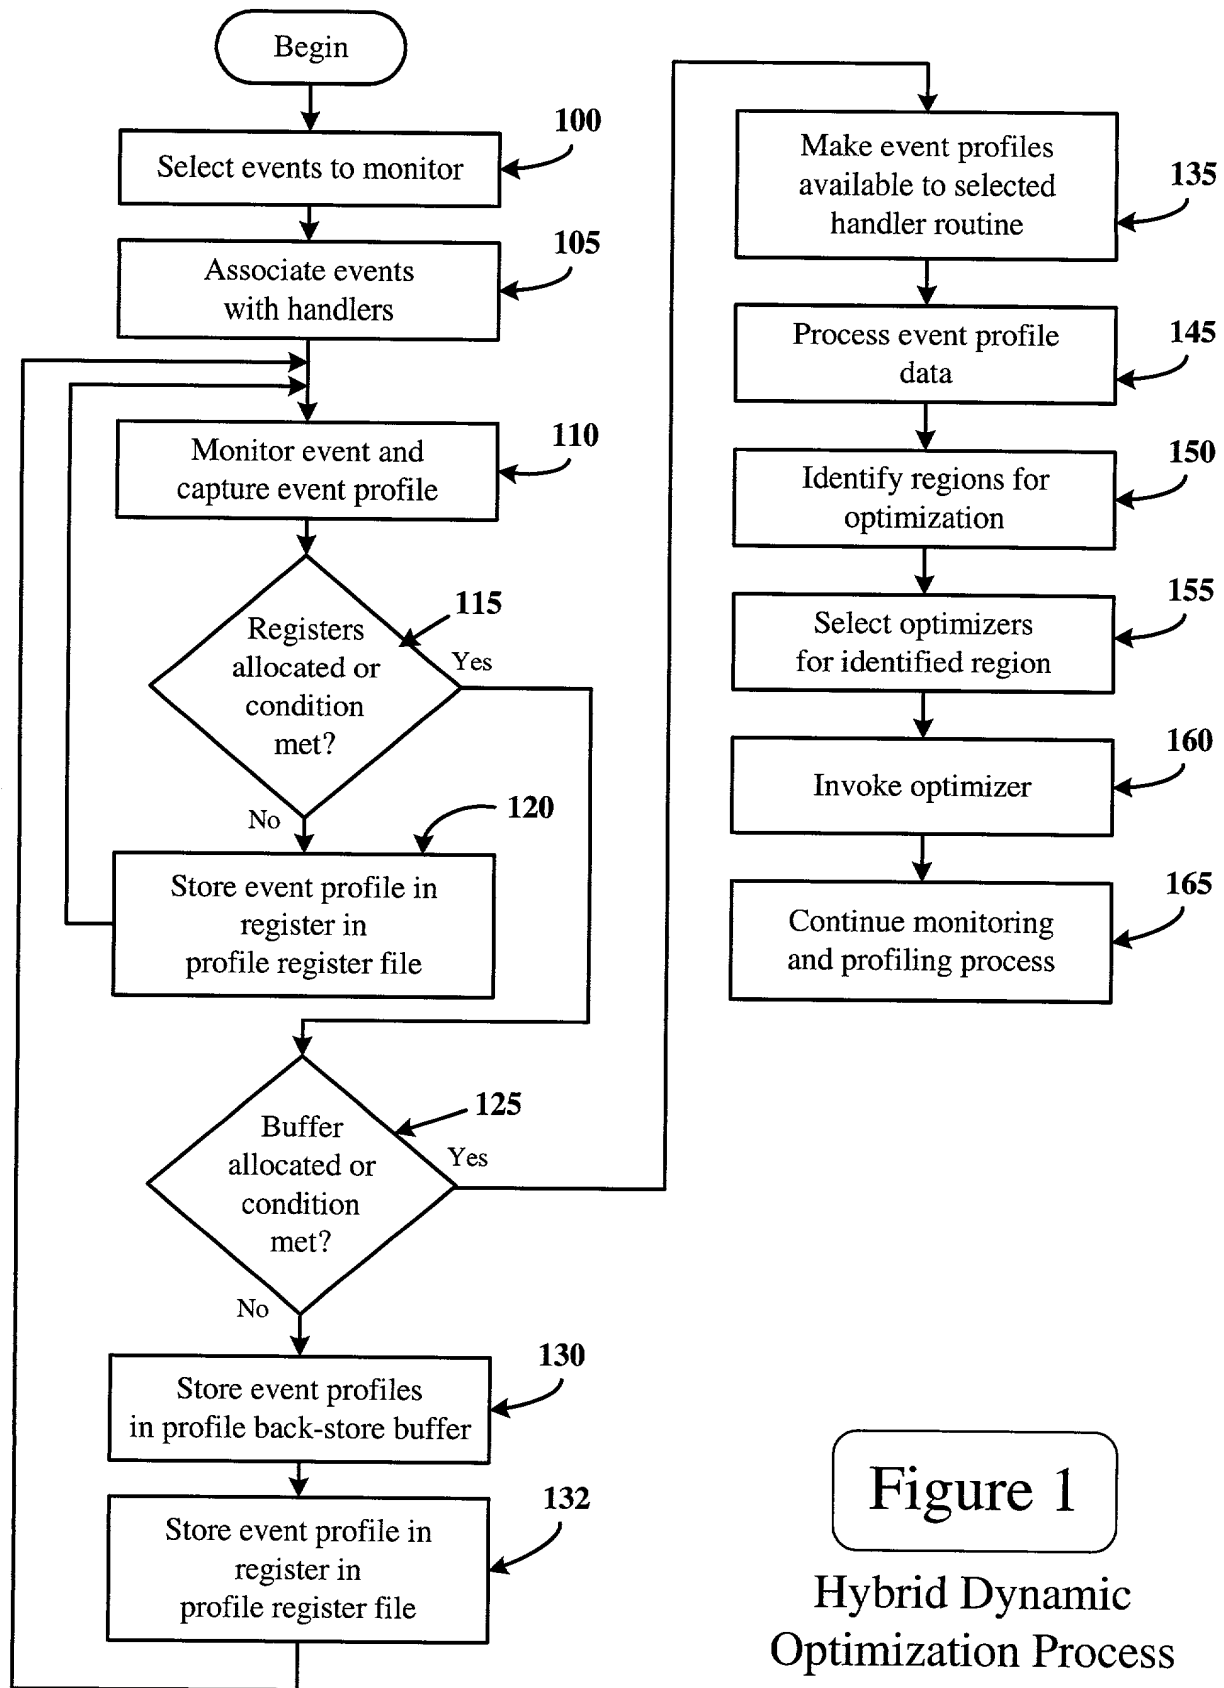 Begin
100
Select events to monitor
105
Associate events
with handlers
110
Monitor event and
capture event profile
115
Registers
allocated or
condition
met?
Yes
No
120
Store event profile in
register in
profile register file
125
Buffer
allocated or
condition
met?
Yes
No
130
Store event profiles
in profile back-store buffer
132
Store event profile in
register in
profile register file
135
Make event profiles
available to selected
handler routine
145
Process event profile
data
150
Identify regions for
optimization
155
Select optimizers
for identified region
160
Invoke optimizer
165
Continue monitoring
and profiling process
Figure 1
Hybrid Dynamic
Optimization Process